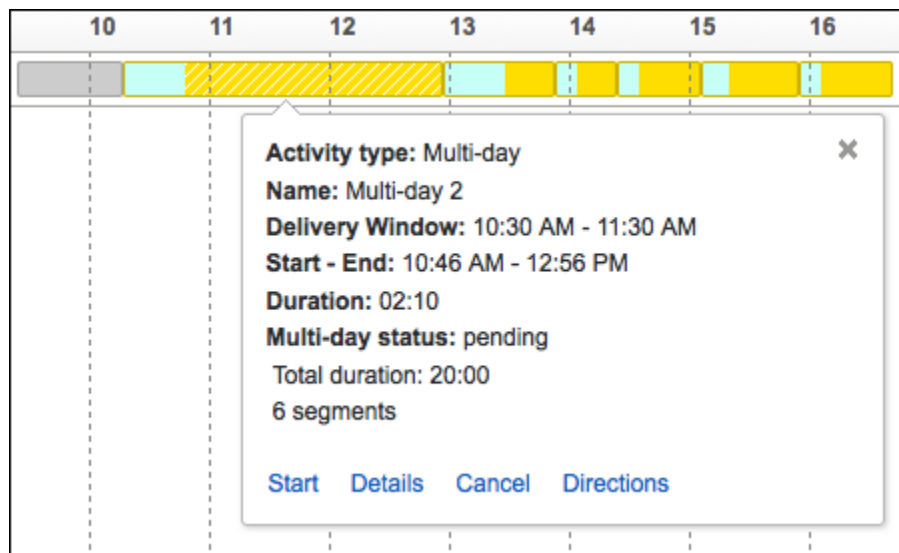 10 11 12 13 14 15 16
Activity type: Multi-day
Name: Multi-day 2
Delivery Window: 10:30 AM - 11:30 AM
Start - End: 10:46 AM - 12:56 PM
Duration: 02:10
Multi-day status: pending
Total duration: 20:00
6 segments
Start Details Cancel Directions